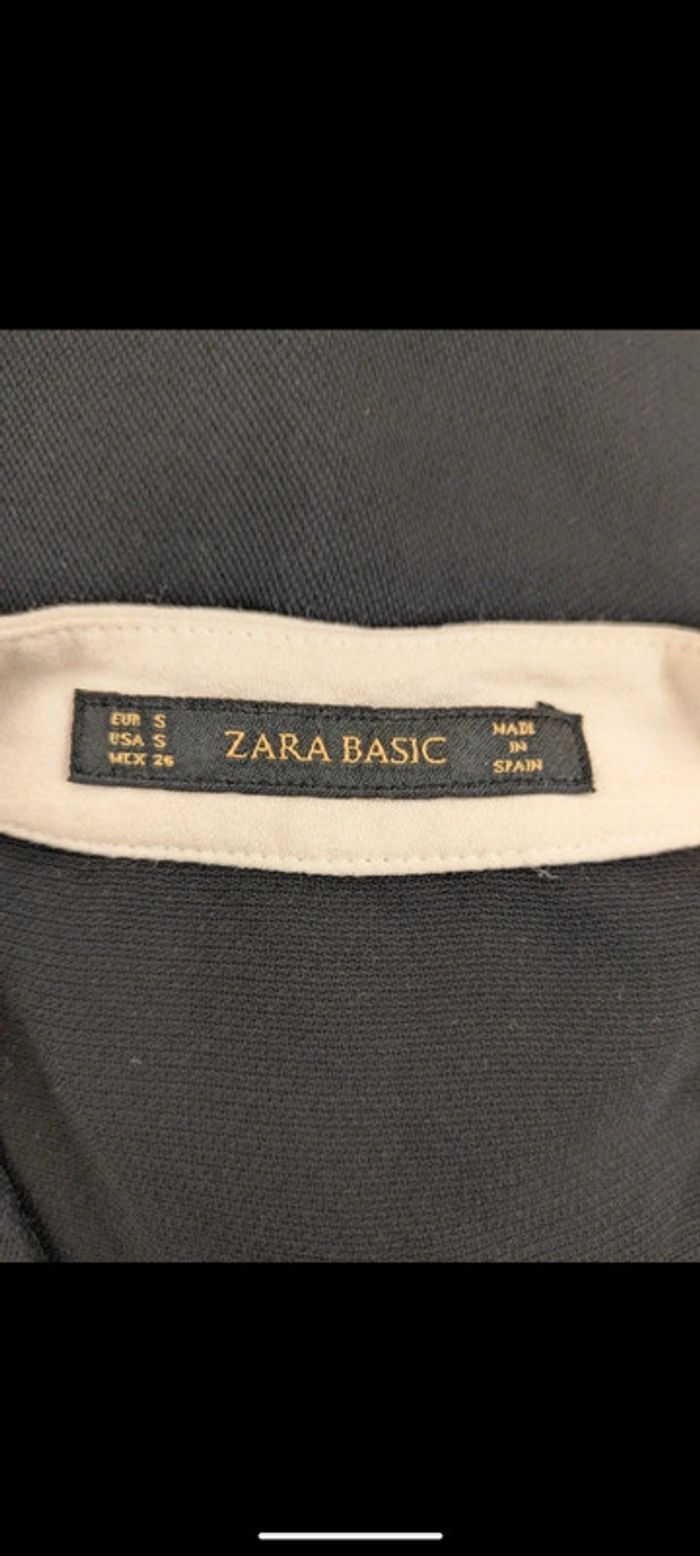 EUR S
USA S
MEX 26
ZARA BASIC
MADE
IN
SPAIN